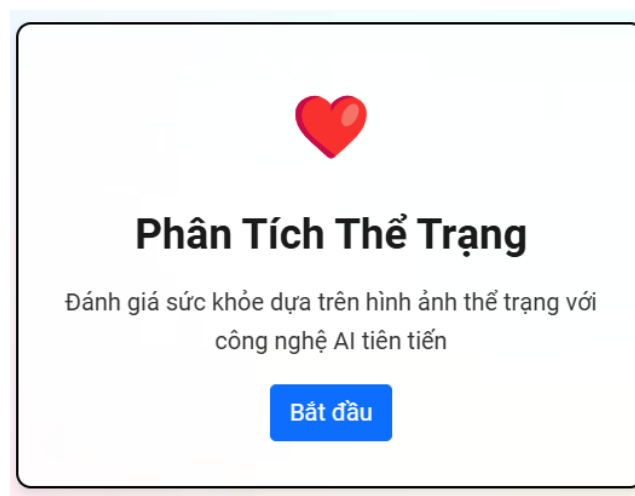 Phân Tích Thể Trạng
Đánh giá sức khỏe dựa trên hình ảnh thể trạng với
công nghệ AI tiên tiến
Bắt đầu